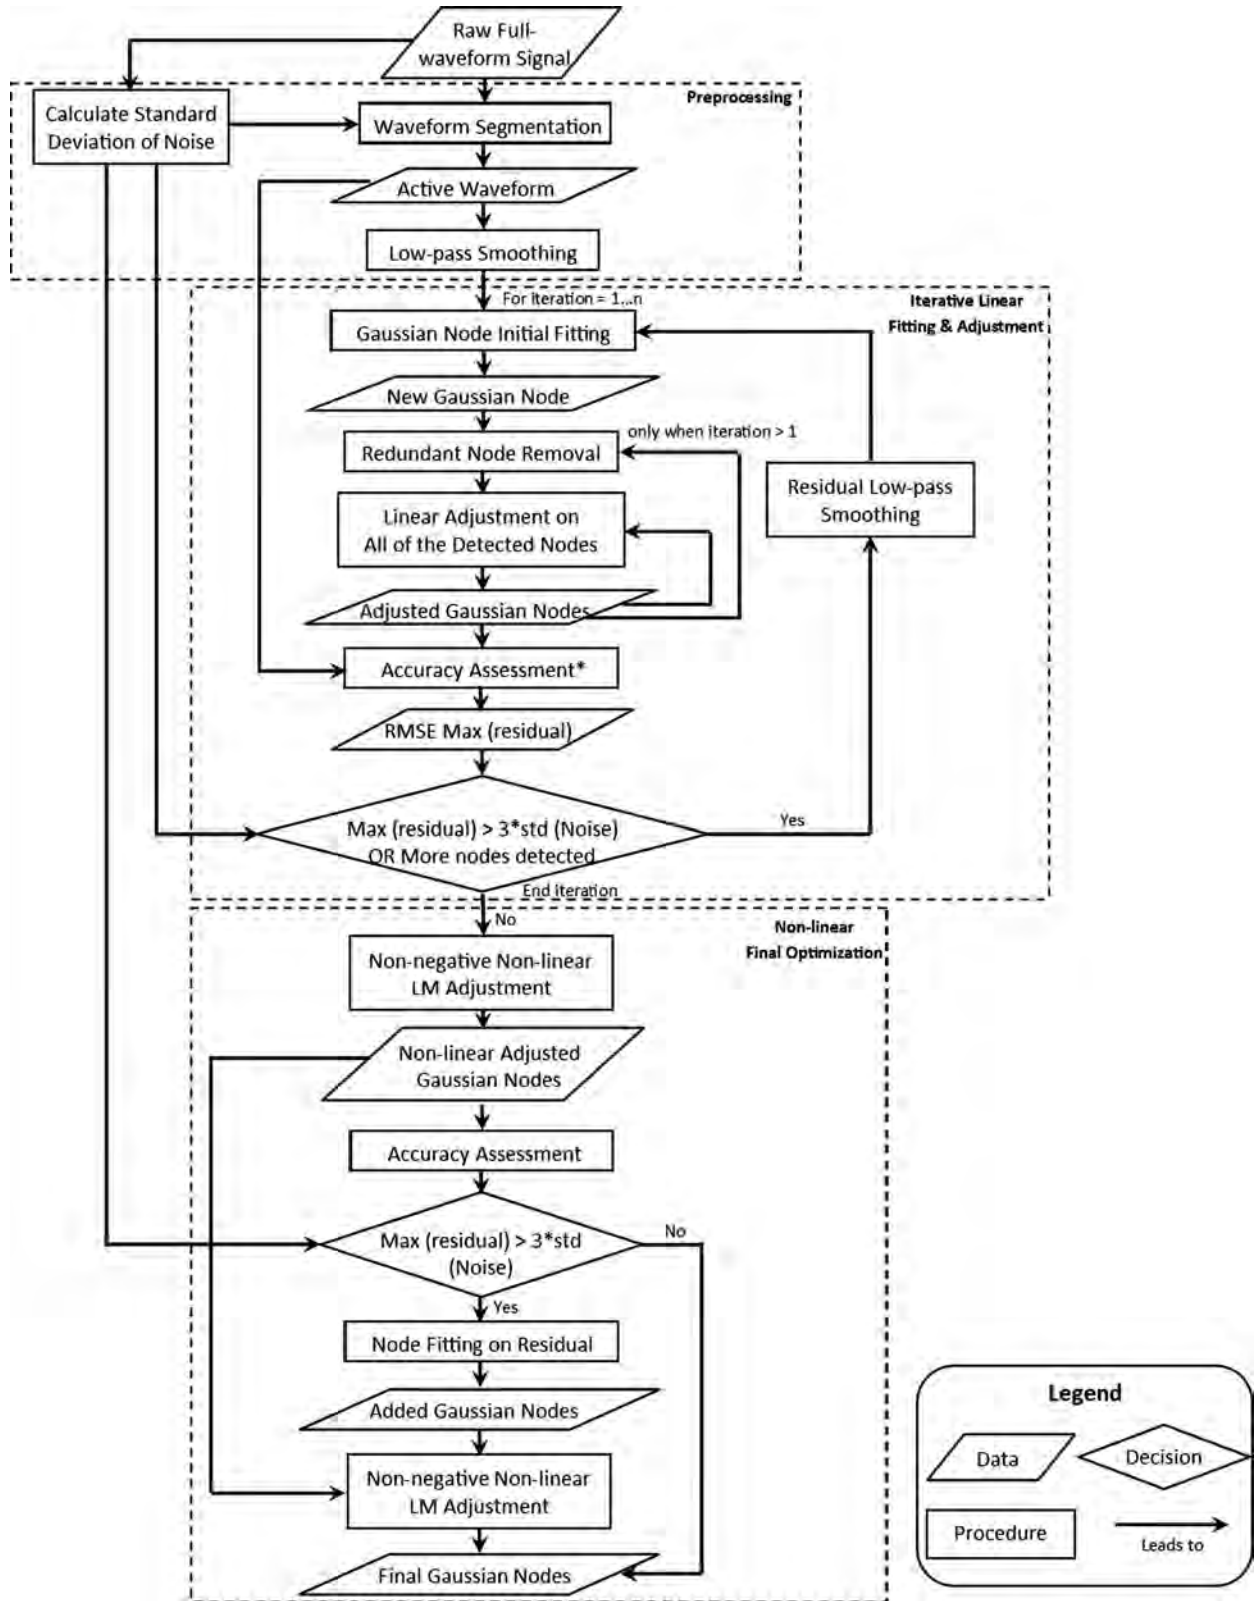 Raw Full-
waveform Signal
Preprocessing
Calculate Standard
Deviation of Noise
Waveform Segmentation
Active Waveform
Low-pass Smoothing
For iteration = 1...n
Iterative Linear
Fitting & Adjustment
Gaussian Node Initial Fitting
New Gaussian Node
only when iteration > 1
Redundant Node Removal
Residual Low-pass
Smoothing
Linear Adjustment on
All of the Detected Nodes
Adjusted Gaussian Nodes
Accuracy Assessment*
RMSE Max (residual)
Max (residual) > 3*std (Noise)
OR More nodes detected
Yes
End iteration
No
Non-linear
Final Optimization
Non-negative Non-linear
LM Adjustment
Non-linear Adjusted
Gaussian Nodes
Accuracy Assessment
Max (residual) > 3*std
(Noise)
No
Yes
Node Fitting on Residual
Added Gaussian Nodes
Non-negative Non-linear
LM Adjustment
Final Gaussian Nodes
Legend
Data
Decision
Procedure
Leads to